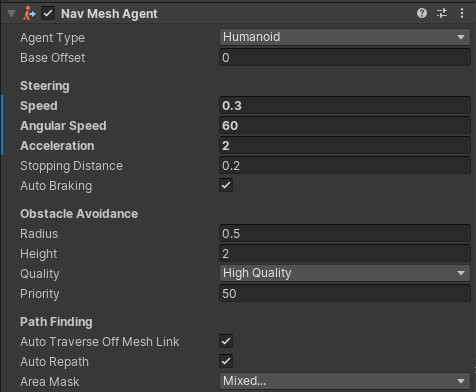 Nav Mesh Agent
Agent Type Humanoid
Base Offset 0
Steering
Speed 0.3
Angular Speed 60
Acceleration 2
Stopping Distance 0.2
Auto Braking
Obstacle Avoidance
Radius 0.5
Height 2
Quality High Quality
Priority 50
Path Finding
Auto Traverse Off Mesh Link
Auto Repath
Area Mask Mixed...